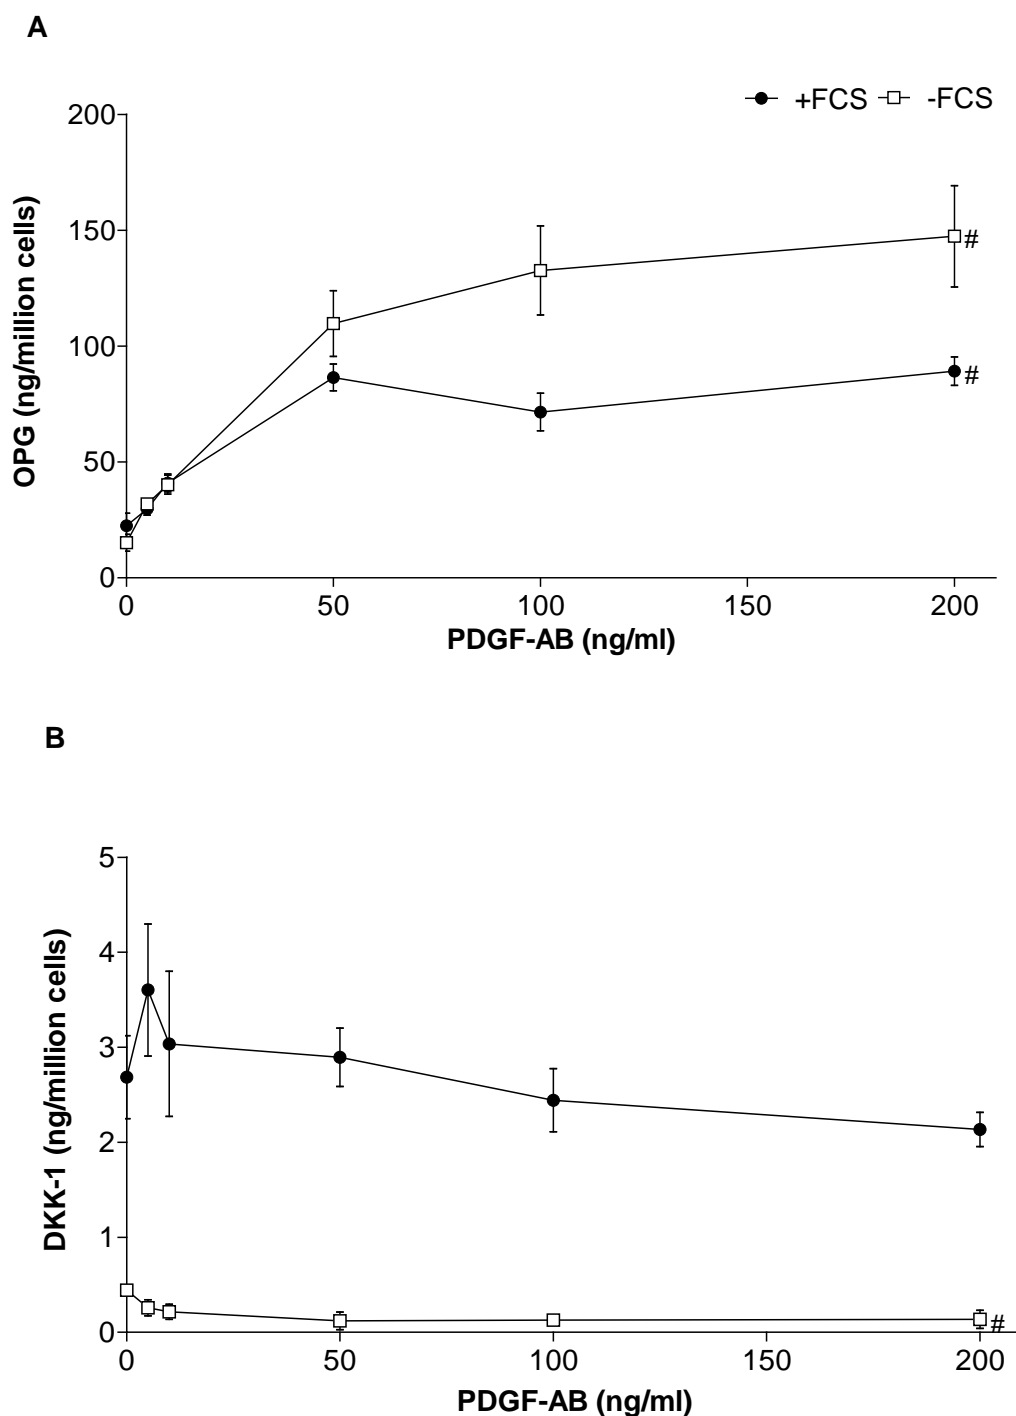 A
+FCS -FCS
200
150
100
50
0
OPG (ng/million cells)
#
#
0 50 100 150 200
PDGF-AB (ng/ml)
B
5
4
3
2
1
0
DKK-1 (ng/million cells)
#
0 50 100 150 200
PDGF-AB (ng/ml)